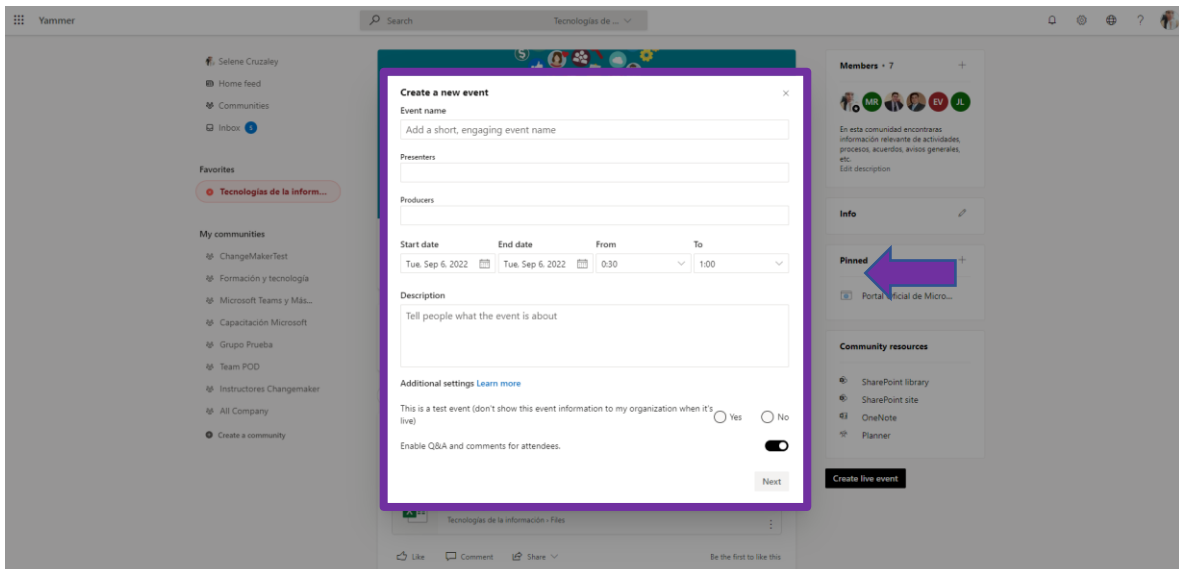 Yammer
Search
Tecnologías de ...
?
Selene Cruzaley
Home feed
Communities
Inbox 5
Favorites
Tecnologías de la inform...
My communities
ChangeMakerTest
Formación y tecnología
Microsoft Teams y Más...
Capacitación Microsoft
Grupo Prueba
Team POD
Instructores Changemaker
All Company
Create a community
Create a new event
Event name
Add a short, engaging event name
Presenters
Producers
Start date End date From To
Tue, Sep 6, 2022 Tue, Sep 6, 2022 0:30 1:00
Description
Tell people what the event is about
Additional settings Learn more
This is a test event (don't show this event information to my organization when it's
live)
Yes No
Enable Q&A and comments for attendees.
Next
Tecnologías de la información › Files
Like Comment Share
Be the first to like this
Members · 7
MR EV JL
En esta comunidad encontraras
información relevante de actividades,
procesos, acuerdos, avisos generales,
etc.
Edit description
Info
Pinned
Portal Oficial de Micro...
Community resources
SharePoint library
SharePoint site
OneNote
Planner
Create live event